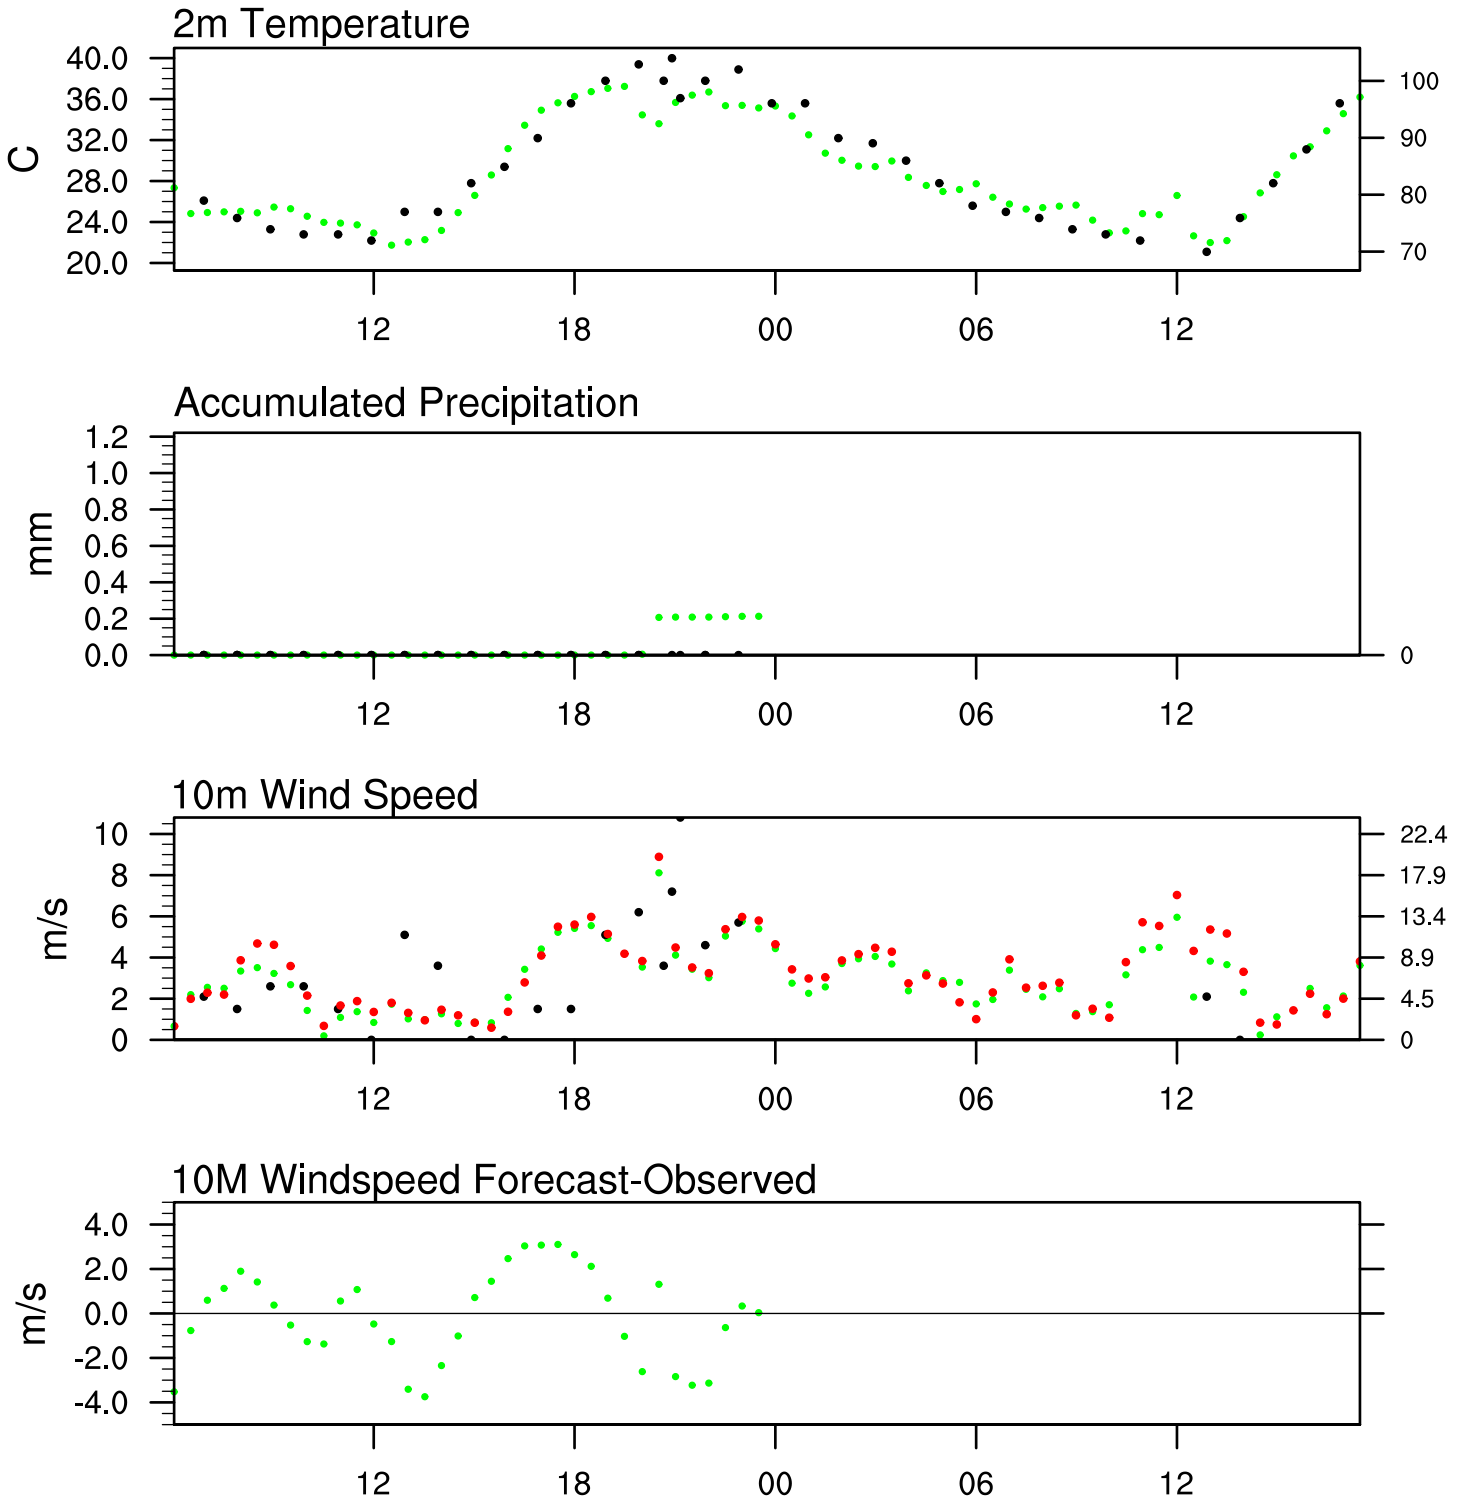 2m Temperature
40.0
36.0 100
32.0 90
C
28.0 80
24.0
20.0 70
12 18 00 06 12
Accumulated Precipitation
1.2
1.0
0.8
mm
0.6
0.4
0.2
0.0 0
12 18 00 06 12
10m Wind Speed
10 22.4
8 17.9
6 13.4
m/s
4 8.9
2 4.5
0 0
12 18 00 06 12
10M Windspeed Forecast-Observed
4.0
2.0
m/s
0.0
-2.0
-4.0
12 18 00 06 12